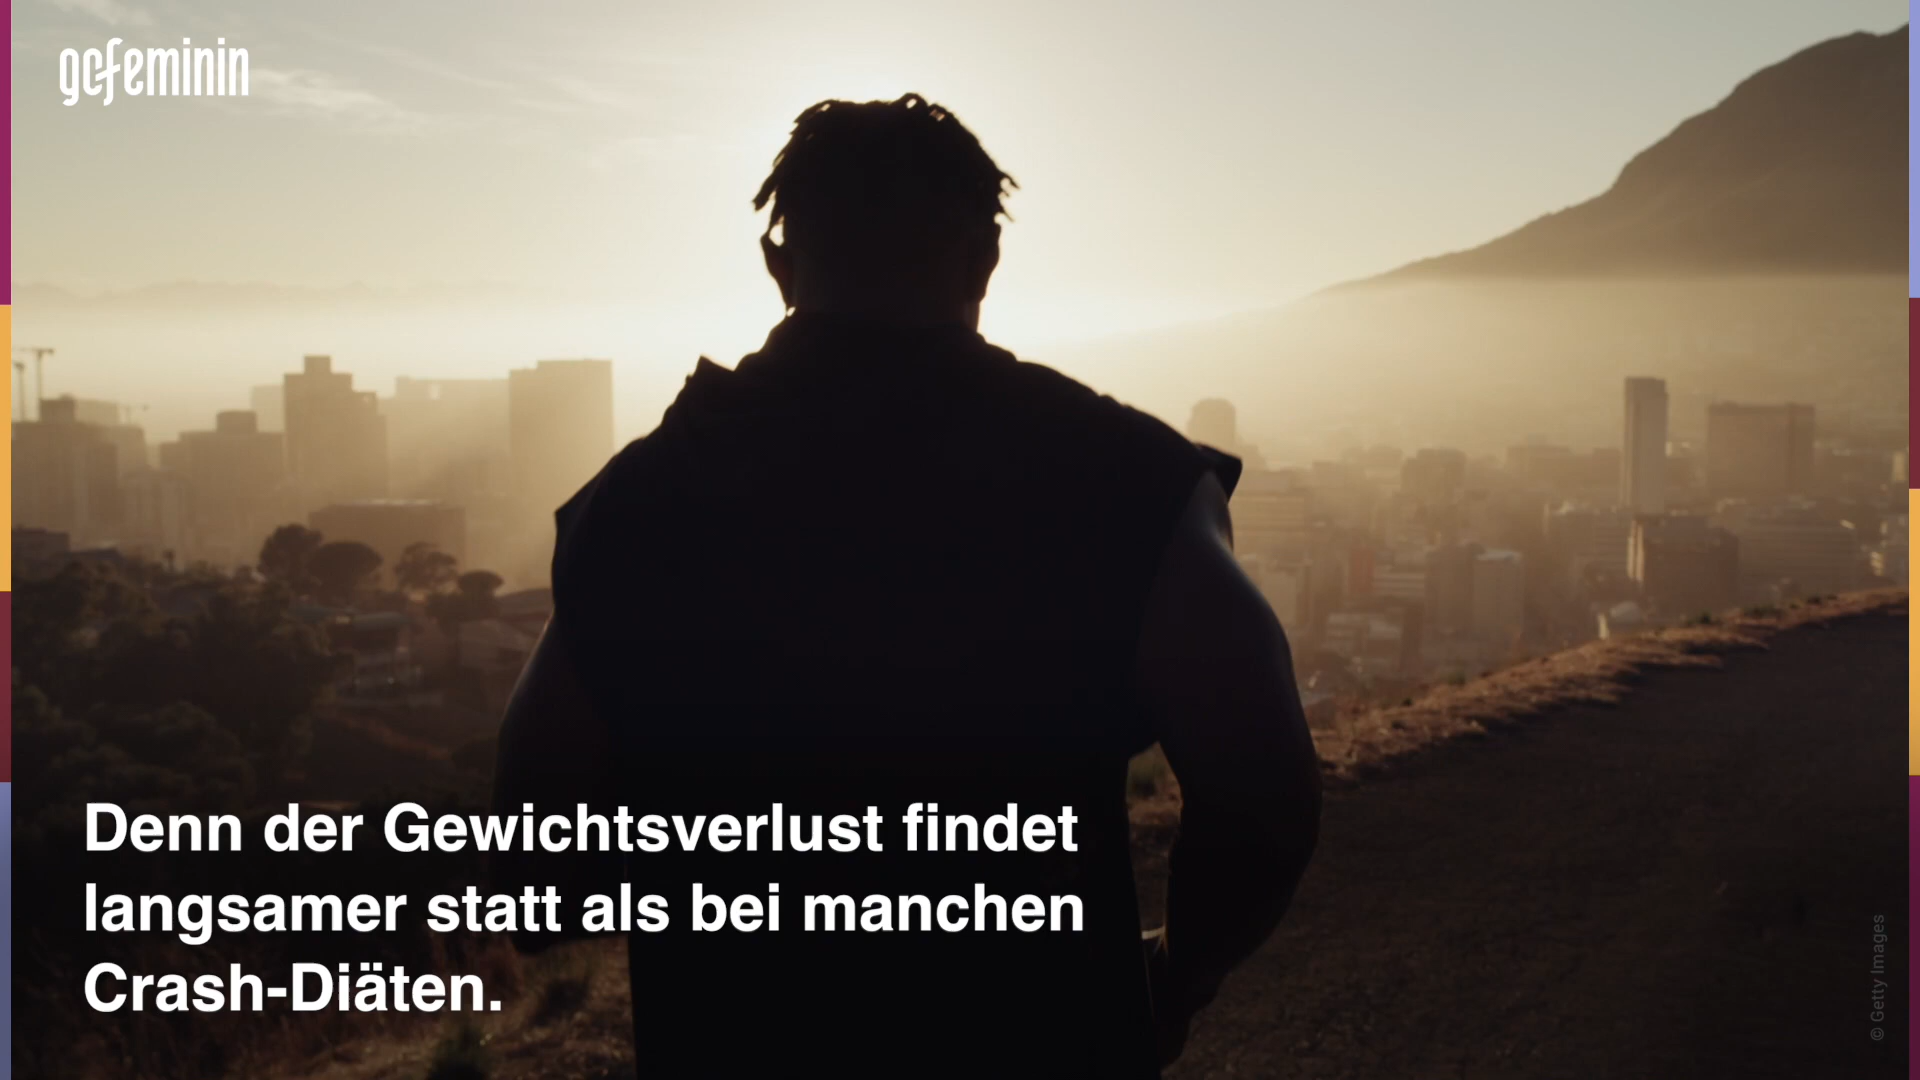 gofeminin
Denn der Gewichtsverlust findet
langsamer statt als bei manchen
Crash-Diäten.
© Getty Images